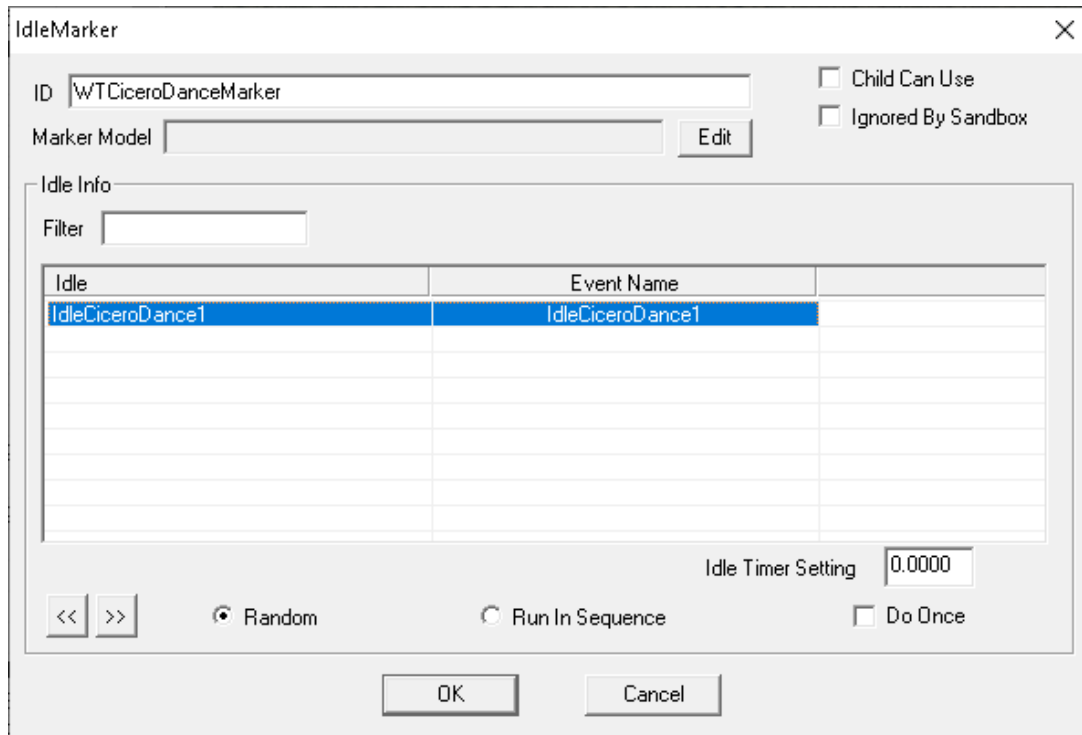 IdleMarker
ID WTCiceroDanceMarker
Child Can Use
Ignored By Sandbox
Marker Model Edit
Idle Info
Filter
Idle Event Name
IdleCiceroDance1 IdleCiceroDance1
Idle Timer Setting 0.0000
<< >> Random Run In Sequence Do Once
OK Cancel